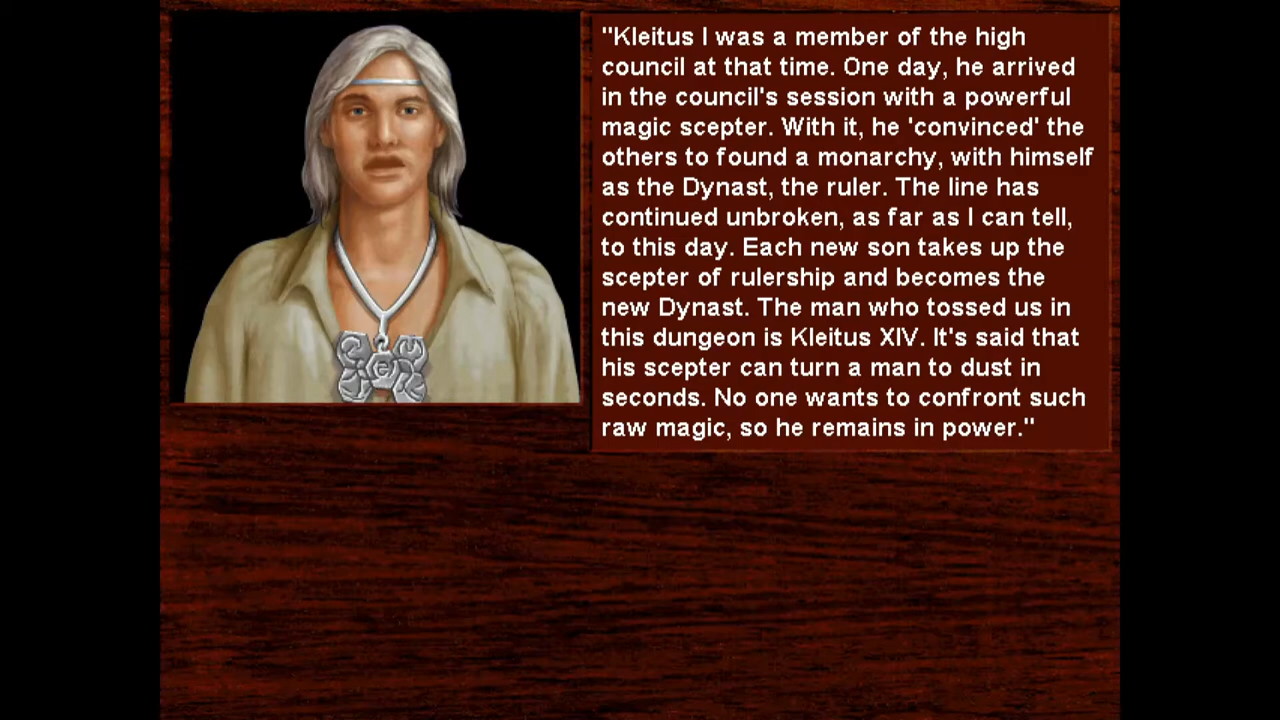 "Kleitus I was a member of the high
council at that time. One day, he arrived
in the council's session with a powerful
magic scepter. With it, he 'convinced' the
others to found a monarchy, with himself
as the Dynast, the ruler. The line has
continued unbroken, as far as I can tell,
to this day. Each new son takes up the
scepter of rulership and becomes the
new Dynast. The man who tossed us in
this dungeon is Kleitus XIV. It's said that
his scepter can turn a man to dust in
seconds. No one wants to confront such
raw magic, so he remains in power."